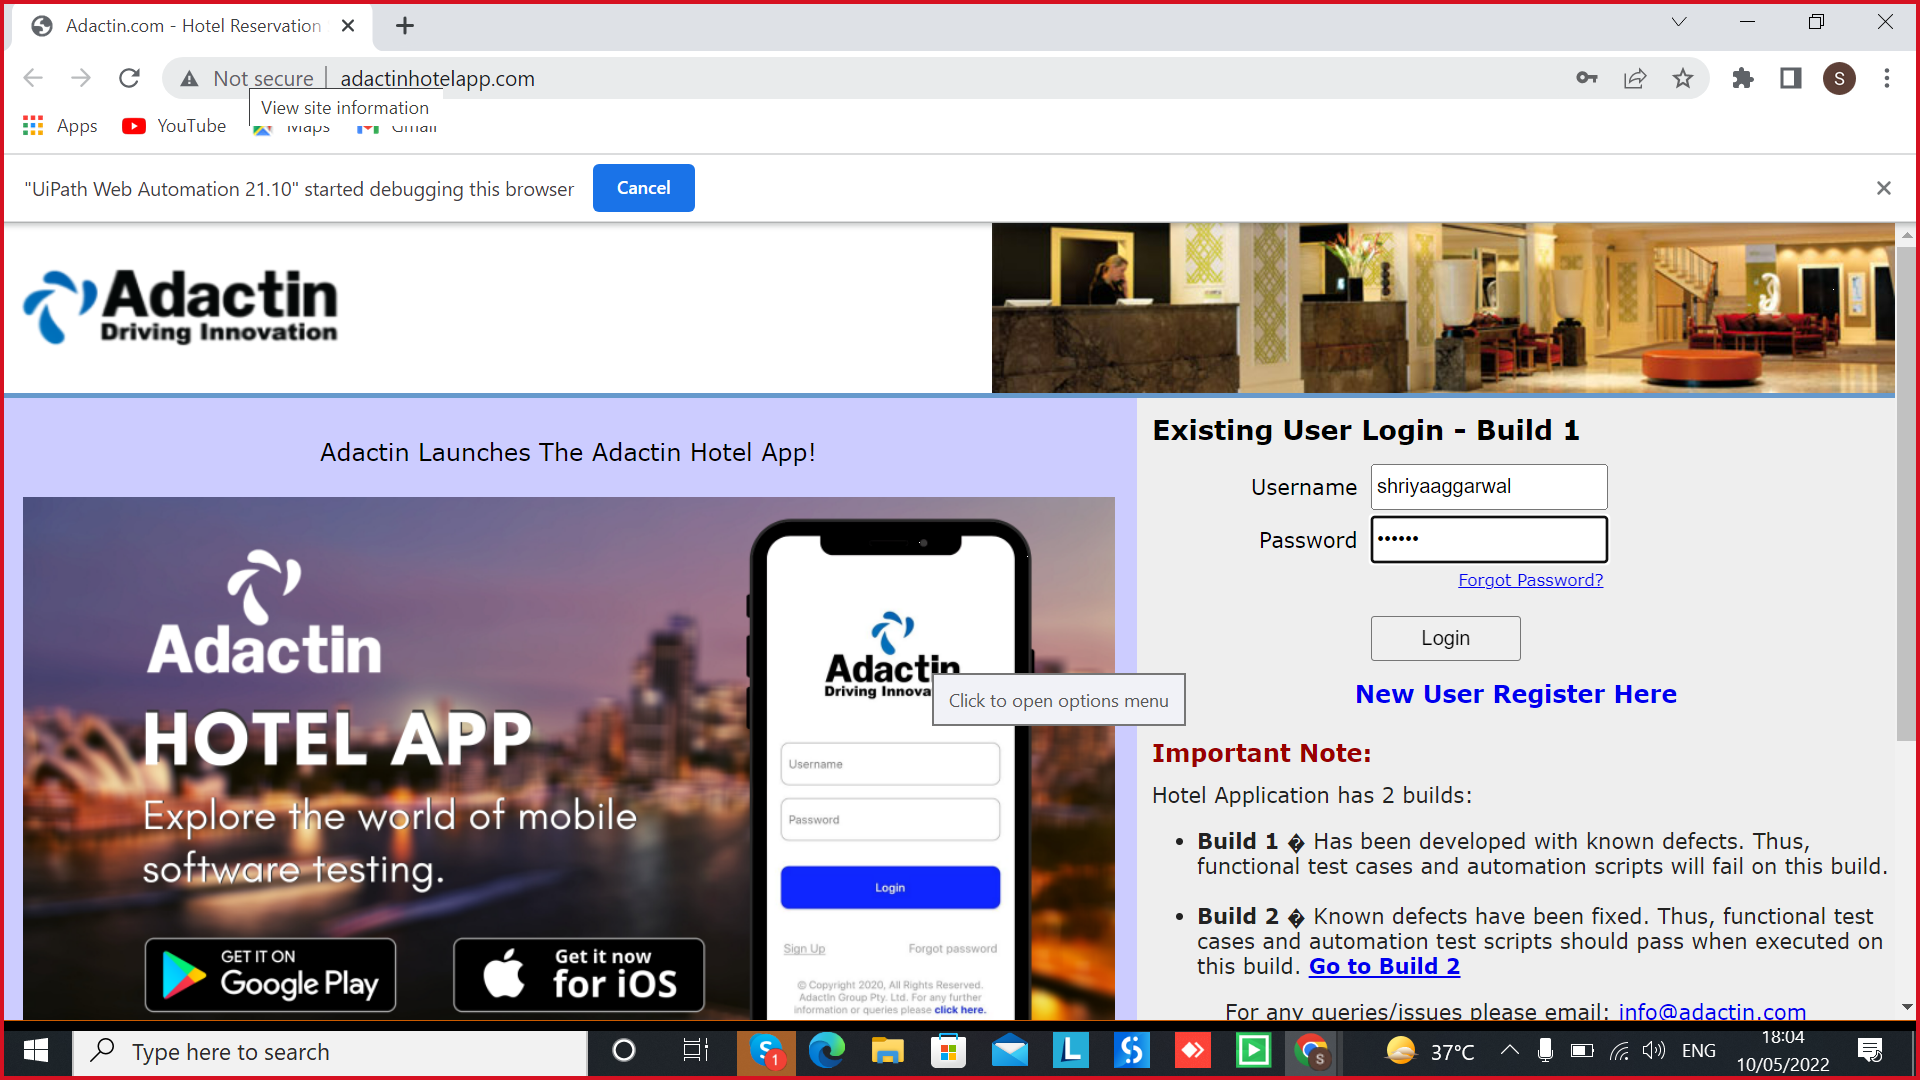 Adactin.com - Hotel Reservation
Not secure
adactinhotelapp.com
S
View site information
Apps
YouTube
Maps
Gmail
"UiPath Web Automation 21.10" started debugging this browser
Cancel
Adactin
Driving Innovation
Adactin Launches The Adactin Hotel App!
Existing User Login - Build 1
Username
shriyaaggarwal
Password
••••••
Forgot Password?
Login
New User Register Here
Important Note:
Hotel Application has 2 builds:
• Build 1 � Has been developed with known defects. Thus,
functional test cases and automation scripts will fail on this build.
• Build 2 � Known defects have been fixed. Thus, functional test
cases and automation test scripts should pass when executed on
this build. Go to Build 2
For any queries/issues please email: info@adactin.com
Adactin
HOTEL APP
Explore the world of mobile
software testing.
GET IT ON
Google Play
Get it now
for iOS
Adactin
Driving Innova
Click to open options menu
Username
Password
Login
Sign Up
Forgot password
© Copyright 2020, All Rights Reserved.
AdactIn Group Pty. Ltd. For any further
information or queries please click here.
Type here to search
1
L
S
37°C
ENG
18:04
10/05/2022